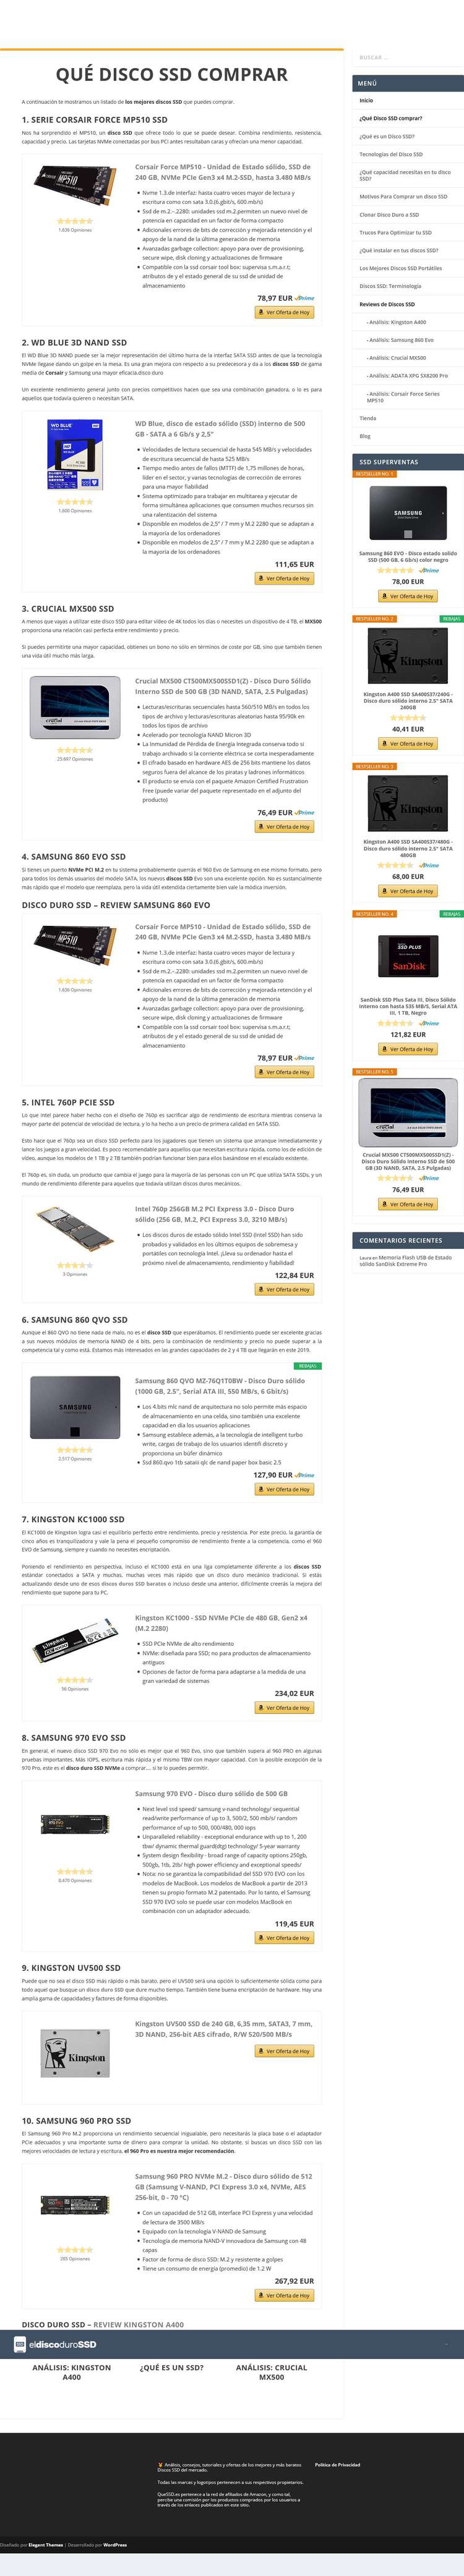 BUSCAR ...
QUÉ DISCO SSD COMPRAR
A continuación te mostramos un listado de los mejores discos SSD que puedes comprar.
1. SERIE CORSAIR FORCE MP510 SSD
Nos ha sorprendido el MP510, un disco SSD que ofrece todo lo que se puede desear. Combina rendimiento, resistencia,
capacidad y precio. Las tarjetas NVMe conectadas por bus PCI antes resultaban caras y ofrecían una menor capacidad.
Corsair Force MP510 - Unidad de Estado sólido, SSD de
240 GB, NVMe PCIe Gen3 x4 M.2-SSD, hasta 3.480 MB/s
1.636 Opiniones
Nvme 1.3.de interfaz: hasta cuatro veces mayor de lectura y
escritura como con sata 3.0.(6.gbit/s, 600.mb/s)
Ssd de m.2.-.2280: unidades ssd m.2.permiten un nuevo nivel de
potencia en capacidad en un factor de forma compacto
Adicionales errores de bits de corrección y mejorada retención y el
apoyo de la nand de la última generación de memoria
Avanzadas garbage collection: apoyo para over de provisioning,
secure wipe, disk cloning y actualizaciones de firmware
Compatible con la ssd corsair tool box: supervisa s.m.a.r.t;
atributos de y el estado general de su ssd de unidad de
almacenamiento
78,97 EUR Prime
Ver Oferta de Hoy
2. WD BLUE 3D NAND SSD
El WD Blue 3D NAND puede ser la mejor representación del último hurra de la interfaz SATA SSD antes de que la tecnología
NVMe llegase dando un golpe en la mesa. Es una gran mejora con respecto a su predecesora y da a los discos SSD de gama
media de Corsair y Samsung una mayor eficacia.disco duro
Un excelente rendimiento general junto con precios competitivos hacen que sea una combinación ganadora, o lo es para
aquellos que todavía quieren o necesitan SATA.
WD Blue, disco de estado sólido (SSD) interno de 500
GB - SATA a 6 Gb/s y 2,5"
1.600 Opiniones
Velocidades de lectura secuencial de hasta 545 MB/s y velocidades
de escritura secuencial de hasta 525 MB/s
Tiempo medio antes de fallos (MTTF) de 1,75 millones de horas,
líder en el sector, y varias tecnologías de corrección de errores
para una mayor fiabilidad
Sistema optimizado para trabajar en multitarea y ejecutar de
forma simultánea aplicaciones que consumen muchos recursos sin
una ralentización del sistema
Disponible en modelos de 2,5" / 7 mm y M.2 2280 que se adaptan a
la mayoría de los ordenadores
Disponible en modelos de 2,5" / 7 mm y M.2 2280 que se adaptan a
la mayoría de los ordenadores
111,65 EUR
Ver Oferta de Hoy
3. CRUCIAL MX500 SSD
A menos que vayas a utilizar este disco SSD para editar vídeo de 4K todos los días o necesites un dispositivo de 4 TB, el MX500
proporciona una relación casi perfecta entre rendimiento y precio.
Si puedes permitirte una mayor capacidad, obtienes un bono no sólo en términos de GB, sino que también tienen
una vida útil mucho más larga.
Crucial MX500 CT500MX500SSD1(Z) - Disco Duro Sólido
Interno SSD de 500 GB (3D NAND, SATA, 2.5 Pulgadas)
25.697 Opiniones
Lecturas/escrituras secuenciales hasta 560/510 MB/s en todos los
tipos de archivo y lecturas/escrituras aleatorias hasta 95/90k en
todos los tipos de archivo
Acelerado por tecnología NAND Micron 3D
La Inmunidad de Pérdida de Energía Integrada conserva todo si
trabajo archivado si la corriente eléctrica se corta inesperadamente
El cifrado basado en hardware AES de 256 bits mantiene los datos
seguros fuera del alcance de los piratas y ladrones informáticos
El producto se envía con el paquete Amazon Certified Frustration
Free (puede variar del paquete representado en el adjunto del
producto)
76,49 EUR Prime
Ver Oferta de Hoy
4. SAMSUNG 860 EVO SSD
Si tienes un puerto NVMe PCI M.2 en tu sistema probablemente querrás el 960 Evo de Samsung en ese mismo formato, pero
para todos los demás usuarios del modelo SATA, los nuevos discos SSD Evo son una excelente opción. No es sustancialmente
más rápido que el modelo que reemplaza, pero la vida útil extendida ciertamente bien vale la módica inversión.
DISCO DURO SSD – REVIEW SAMSUNG 860 EVO
Corsair Force MP510 - Unidad de Estado sólido, SSD de
240 GB, NVMe PCIe Gen3 x4 M.2-SSD, hasta 3.480 MB/s
1.636 Opiniones
Nvme 1.3.de interfaz: hasta cuatro veces mayor de lectura y
escritura como con sata 3.0.(6.gbit/s, 600.mb/s)
Ssd de m.2.-.2280: unidades ssd m.2.permiten un nuevo nivel de
potencia en capacidad en un factor de forma compacto
Adicionales errores de bits de corrección y mejorada retención y el
apoyo de la nand de la última generación de memoria
Avanzadas garbage collection: apoyo para over de provisioning,
secure wipe, disk cloning y actualizaciones de firmware
Compatible con la ssd corsair tool box: supervisa s.m.a.r.t;
atributos de y el estado general de su ssd de unidad de
almacenamiento
78,97 EUR Prime
Ver Oferta de Hoy
5. INTEL 760P PCIE SSD
Lo que Intel parece haber hecho con el diseño de 760p es sacrificar algo de rendimiento de escritura mientras conserva la
mayor parte del potencial de velocidad de lectura, y lo ha hecho a un precio de primera calidad en SATA SSD.
Esto hace que el 760p sea un disco SSD perfecto para los jugadores que tienen un sistema que arranque inmediatamente y
lance los juegos a gran velocidad. Es poco recomendable para aquellos que necesitan escrituras rápidas, como los de edición de
vídeo, aunque los modelos de 1 TB y 2 TB también podrían funcionar bien para ellos bastante bien en el escalado existente.
El 760p es, sin duda, un producto que cambia el juego para la mayoría de las personas con un PC que utiliza SATA SSDs, y un
mundo de rendimiento diferente para aquellos que todavía utilizan discos duros mecánicos.
Intel 760p 256GB M.2 PCI Express 3.0 - Disco Duro
sólido (256 GB, M.2, PCI Express 3.0, 3210 MB/s)
3 Opiniones
Los discos duros de estado sólido Intel SSD (Intel SSD) han sido
probados y validados en los últimos equipos de sobremesa y
portátiles con tecnología Intel. ¡Lleva su ordenador hasta el
próximo nivel de almacenamiento, rendimiento y fiabilidad!
122,84 EUR
Ver Oferta de Hoy
6. SAMSUNG 860 QVO SSD
Aunque el 860 QVO no tiene nada de malo, no es el disco SSD que esperábamos. El rendimiento puede ser excelente gracias
a sus nuevos módulos de memoria NAND de 4 bits, pero la combinación de rendimiento y precio no puede superar a la
competencia tal y como está. Estamos más interesados en las grandes capacidades de 2 y 4 TB que llegarán en este 2019.
REBAJAS
Samsung 860 QVO MZ-76Q1T0BW - Disco Duro sólido
(1000 GB, 2.5", Serial ATA III, 550 MB/s, 6 Gbit/s)
2.517 Opiniones
Los 4.bits mlc nand de arquitectura no solo permite más espacio
de almacenamiento en una celda, sino también una excelente
capacidad en día los usuarios aplicaciones
Samsung establece además, a la tecnología de intelligent turbo
write, cargas de trabajo de los usuarios identifi discreto y
proporciona un búfer dinámico
Ssd 860.qvo 1tb sataiii qlc de nand paper box basic 2.5
127,90 EUR Prime
Ver Oferta de Hoy
7. KINGSTON KC1000 SSD
El KC1000 de Kingston logra casi el equilibrio perfecto entre rendimiento, precio y resistencia. Por este precio, la garantía de
cinco años es tranquilizadora y vale la pena el pequeño compromiso de rendimiento frente a la competencia, como el 960
EVO de Samsung, siempre y cuando no necesites encriptación.
Poniendo el rendimiento en perspectiva, incluso el KC1000 está en una liga completamente diferente a los discos SSD
estándar conectados a SATA y muchas, muchas veces más rápido que un disco duro mecánico tradicional. Si estás
actualizando desde uno de esos discos duros SSD baratos o incluso desde una anterior, difícilmente creerás la mejora del
rendimiento que supone para tu PC.
Kingston KC1000 - SSD NVMe PCIe de 480 GB, Gen2 x4
(M.2 2280)
56 Opiniones
SSD PCIe NVMe de alto rendimiento
NVMe: diseñada para SSD; no para productos de almacenamiento
antiguos
Opciones de factor de forma para adaptarse a la medida de una
gran variedad de sistemas
234,02 EUR
Ver Oferta de Hoy
8. SAMSUNG 970 EVO SSD
En general, el nuevo disco SSD 970 Evo no sólo es mejor que el 960 Evo, sino que también supera al 960 PRO en algunas
pruebas importantes. Más IOPS, escritura más rápida y el mismo TBW con mayor capacidad. Con la posible excepción de la
970 Pro, este es el disco duro SSD NVMe a comprar.... si te lo puedes permitir.
Samsung 970 EVO - Disco duro sólido de 500 GB
8.479 Opiniones
Next level ssd speed/ samsung v-nand technology/ sequential
read/write performance of up to 3, 500/2, 500 mb/s/ random
performance of up to 500, 000/480, 000 iops
Unparalleled reliability - exceptional endurance with up to 1, 200
tbw/ dynamic thermal guard(dtg) technology/ 5-year warranty
System design flexibility - broad range of capacity options 250gb,
500gb, 1tb, 2tb/ high power efficiency and exceptional speeds/
Nota: no se garantiza la compatibilidad del SSD 970 EVO con los
modelos de MacBook. Los modelos de MacBook a partir de 2013
tienen su propio formato M.2 patentado. Por lo tanto, el Samsung
SSD 970 EVO solo se puede usar con modelos MacBook en
combinación con un adaptador adecuado.
119,45 EUR
Ver Oferta de Hoy
9. KINGSTON UV500 SSD
Puede que no sea el disco SSD más rápido o más barato, pero el UV500 será una opción lo suficientemente sólida como para
todo aquel que busque un disco duro SSD que dure mucho tiempo. También tiene buena encriptación de hardware. Hay una
amplia gama de capacidades y factores de forma disponibles.
Kingston UV500 SSD de 240 GB, 6,35 mm, SATA3, 7 mm,
3D NAND, 256-bit AES cifrado, R/W 520/500 MB/s
Ver Oferta de Hoy
10. SAMSUNG 960 PRO SSD
El Samsung 960 Pro M.2 proporciona un rendimiento secuencial inigualable, pero necesitarás la placa base o el adaptador
PCIe adecuados y una importante suma de dinero para comprar la unidad. No obstante, si buscas un disco SSD con las
mejores velocidades de lectura y escritura, el 960 Pro es nuestra mejor recomendación.
Samsung 960 PRO NVMe M.2 - Disco duro sólido de 512
GB (Samsung V-NAND, PCI Express 3.0 x4, NVMe, AES
256-bit, 0 - 70 °C)
285 Opiniones
Con un capacidad de 512 GB, interface PCI Express y una velocidad
de lectura de 3500 MB/s
Equipado con la tecnología V-NAND de Samsung
Tecnología de memoria NAND-V innovadora de Samsung con 48
capas
Factor de forma de disco SSD: M.2 y resistente a golpes
Tiene un consumo de energía (promedio) de 1.2 W
267,92 EUR
Ver Oferta de Hoy
DISCO DURO SSD – REVIEW KINGSTON A400
eldiscoduroSSD
ANÁLISIS: KINGSTON
A400
¿QUÉ ES UN SSD?
ANÁLISIS: CRUCIAL
MX500
MENÚ
Inicio
¿Qué Disco SSD comprar?
¿Qué es un Disco SSD?
Tecnologías del Disco SSD
¿Qué capacidad necesitas en tu disco
SSD?
Motivos Para Comprar un disco SSD
Clonar Disco Duro a SSD
Trucos Para Optimizar tu SSD
¿Qué instalar en tus discos SSD?
Los Mejores Discos SSD Portátiles
Discos SSD: Terminología
Reviews de Discos SSD
- Análisis: Kingston A400
- Análisis: Samsung 860 Evo
- Análisis: Crucial MX500
- Análisis: ADATA XPG SX8200 Pro
- Análisis: Corsair Force Series
MP510
Tienda
Blog
SSD SUPERVENTAS
BESTSELLER NO. 1
SAMSUNG
Samsung 860 EVO - Disco estado solido
SSD (500 GB, 6 Gb/s) color negro
Prime
78,00 EUR
Ver Oferta de Hoy
BESTSELLER NO. 2
REBAJAS
Kingston
Kingston A400 SSD SA400S37/240G -
Disco duro sólido interno 2.5" SATA
240GB
40,41 EUR
Ver Oferta de Hoy
BESTSELLER NO. 3
Kingston
Kingston A400 SSD SA400S37/480G -
Disco duro sólido interno 2.5" SATA
480GB
Prime
68,00 EUR
Ver Oferta de Hoy
BESTSELLER NO. 4
REBAJAS
SSD PLUS
SanDisk
SanDisk SSD Plus Sata III, Disco Sólido
Interno con hasta 535 MB/S, Serial ATA
III, 1 TB, Negro
Prime
121,82 EUR
Ver Oferta de Hoy
BESTSELLER NO. 5
crucial
Crucial MX500 CT500MX500SSD1(Z) -
Disco Duro Sólido Interno SSD de 500
GB (3D NAND, SATA, 2.5 Pulgadas)
Prime
76,49 EUR
Ver Oferta de Hoy
COMENTARIOS RECIENTES
Laura en Memoria Flash USB de Estado
sólido SanDisk Extreme Pro
Análisis, consejos, tutoriales y ofertas de los mejores y más baratos
Discos SSD del mercado.
Todas las marcas y logotipos pertenecen a sus respectivos propietarios.
QueSSD.es pertenece a la red de afiliados de Amazon, y como tal,
percibe una comisión por los productos comprados por los usuarios a
través de los enlaces publicados en este sitio.
Política de Privacidad
Diseñado por Elegant Themes | Desarrollado por WordPress